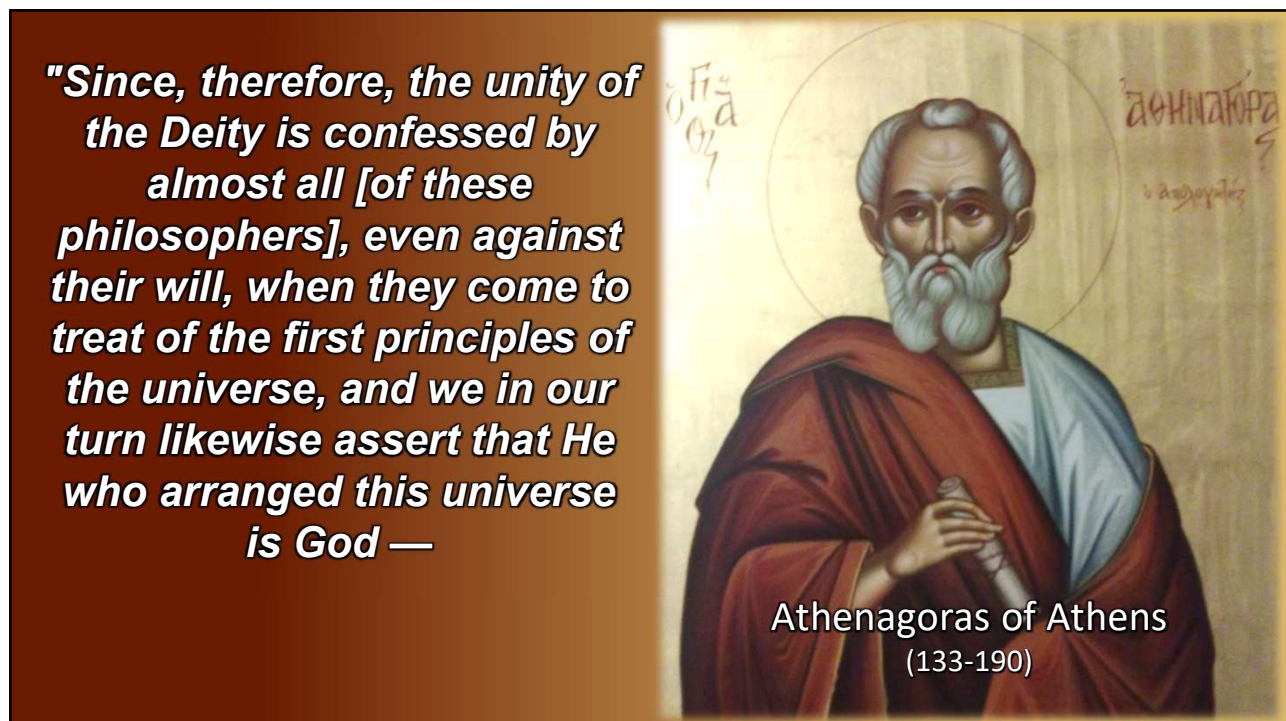 "Since, therefore, the unity of
the Deity is confessed by
almost all [of these
philosophers], even against
their will, when they come to
treat of the first principles of
the universe, and we in our
turn likewise assert that He
who arranged this universe
is God —
ἈΘΗΝΑΓΌΡΑ
ς
ὁ ἀπολογητής
Athenagoras of Athens
(133-190)